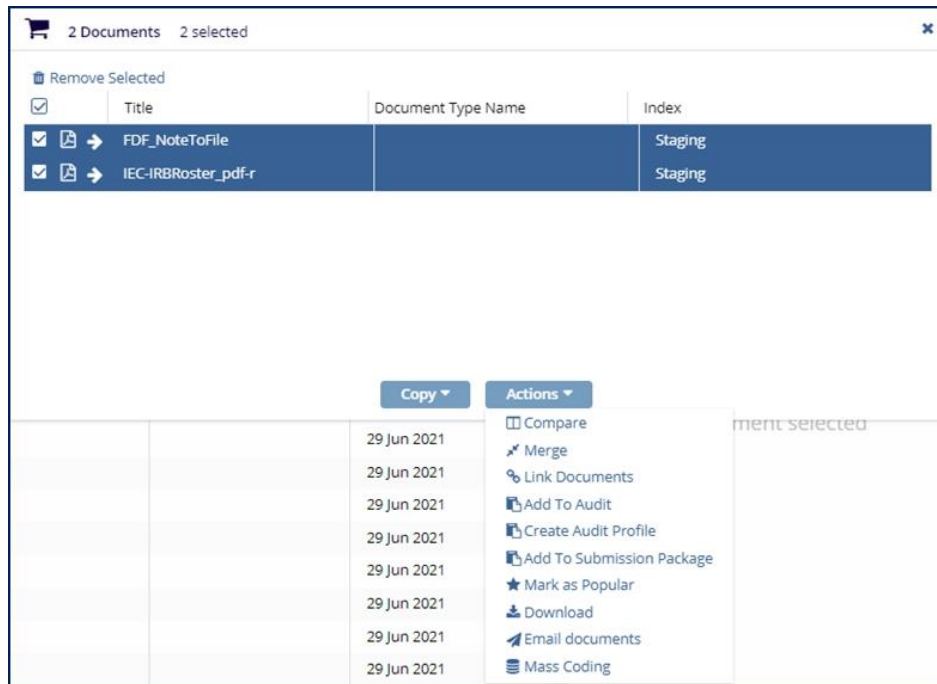 2 Documents 2 selected
Remove Selected
Title Document Type Name Index
FDF_NoteToFile Staging
IEC-IRBRoster_pdf-r Staging
Copy Actions
Compare
ment selected
29 Jun 2021
Merge
29 Jun 2021
Link Documents
29 Jun 2021
Add To Audit
29 Jun 2021
Create Audit Profile
29 Jun 2021
Add To Submission Package
29 Jun 2021
Mark as Popular
Download
29 Jun 2021
Email documents
29 Jun 2021
Mass Coding